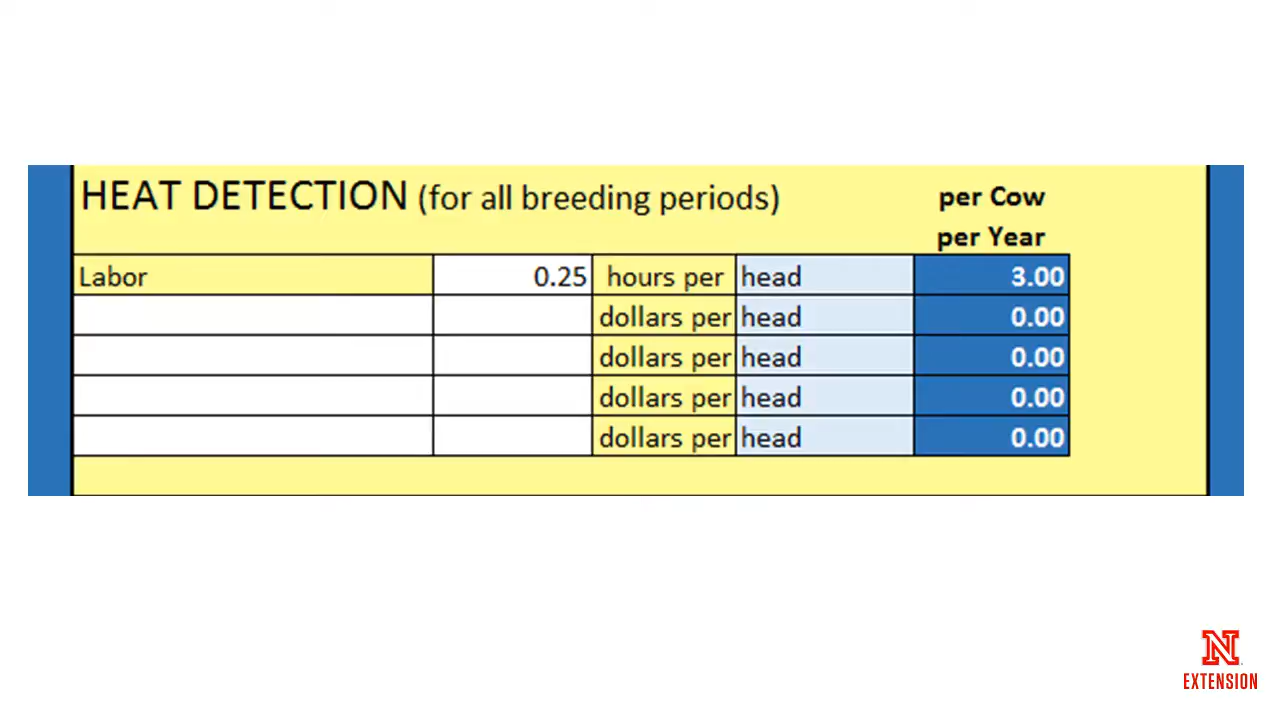 HEAT DETECTION (for all breeding periods) per Cow
per Year
Labor 0.25 hours per head 3.00
dollars per head 0.00
dollars per head 0.00
dollars per head 0.00
dollars per head 0.00
N
EXTENSION